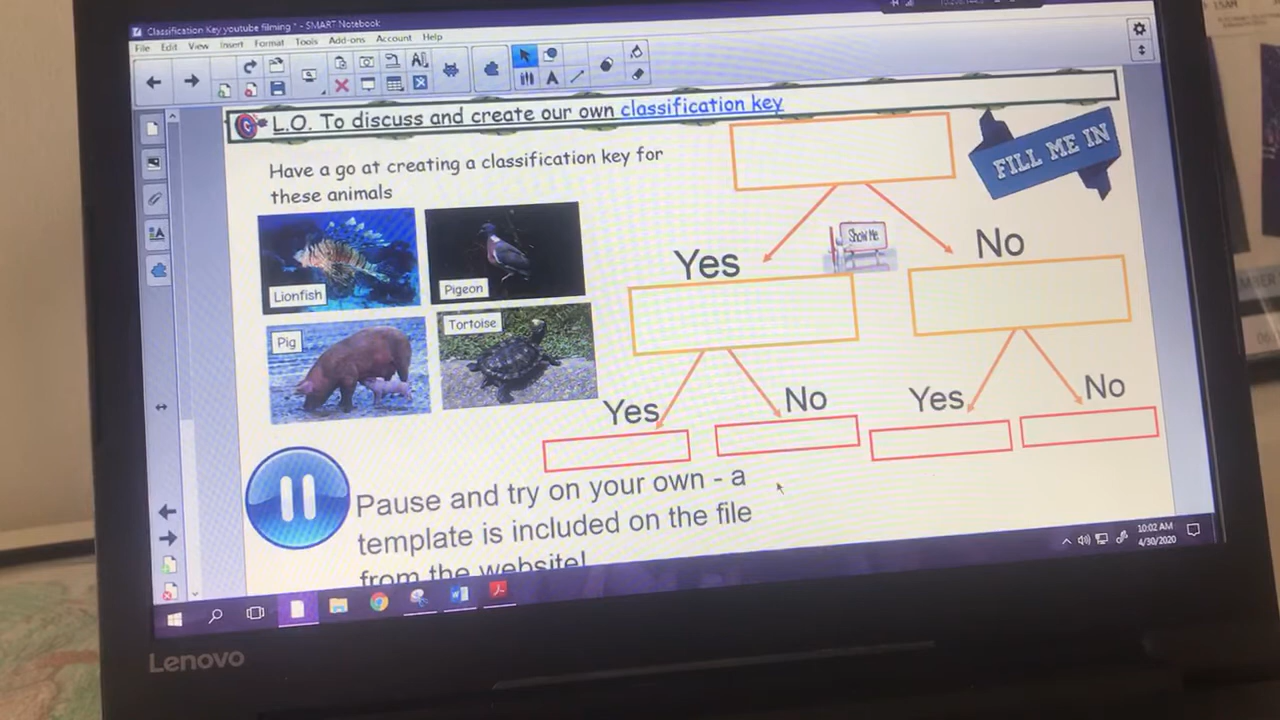 Classification Key youtube filming * - SMART Notebook
File Edit View Insert Format Tools Add-ons Account Help
L.O. To discuss and create our own classification key
Have a go at creating a classification key for
these animals
FILL ME IN
Show Me
Yes
No
Lionfish
Pigeon
Pig
Tortoise
Yes
No
Yes
No
Pause and try on your own - a
template is included on the file
from the website!
10:02 AM
4/30/2020
Lenovo